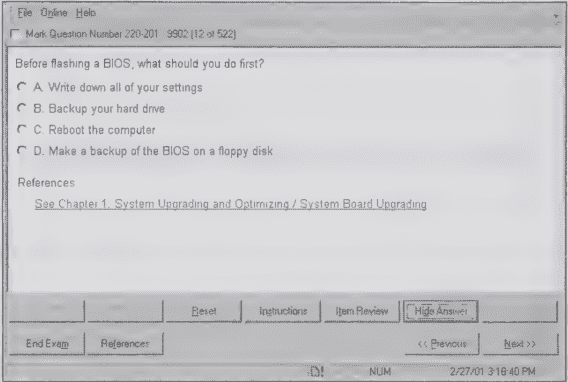 File Online Help
Mark Question Number 220-201 9902 (12 of 522)
Before flashing a BIOS, what should you do first?
A. Write down all of your settings
B. Backup your hard drive
C. Reboot the computer
D. Make a backup of the BIOS on a floppy disk
References
See Chapter 1, System Upgrading and Optimizing / System Board Upgrading
Reset Instructions Item Review Hide Answer
End Exam References << Previous Next >>
NUM 2/27/01 3:16:40 PM